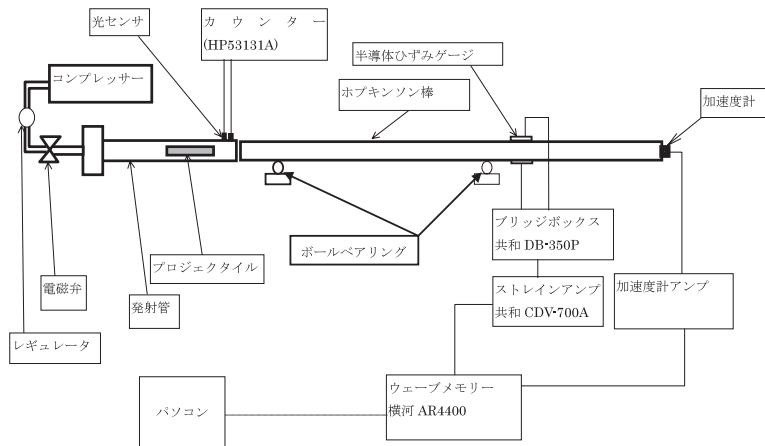 光センサ
カウンター
(HP53131A)
半導体ひずみゲージ
コンプレッサー
ホプキンソン棒
加速度計
ボールベアリング
ブリッジボックス
共和 DB-350P
プロジェクタイル
電磁弁
発射管
ストレインアンプ
共和 CDV-700A
加速度計アンプ
レギュレータ
ウェーブメモリー
横河 AR4400
パソコン